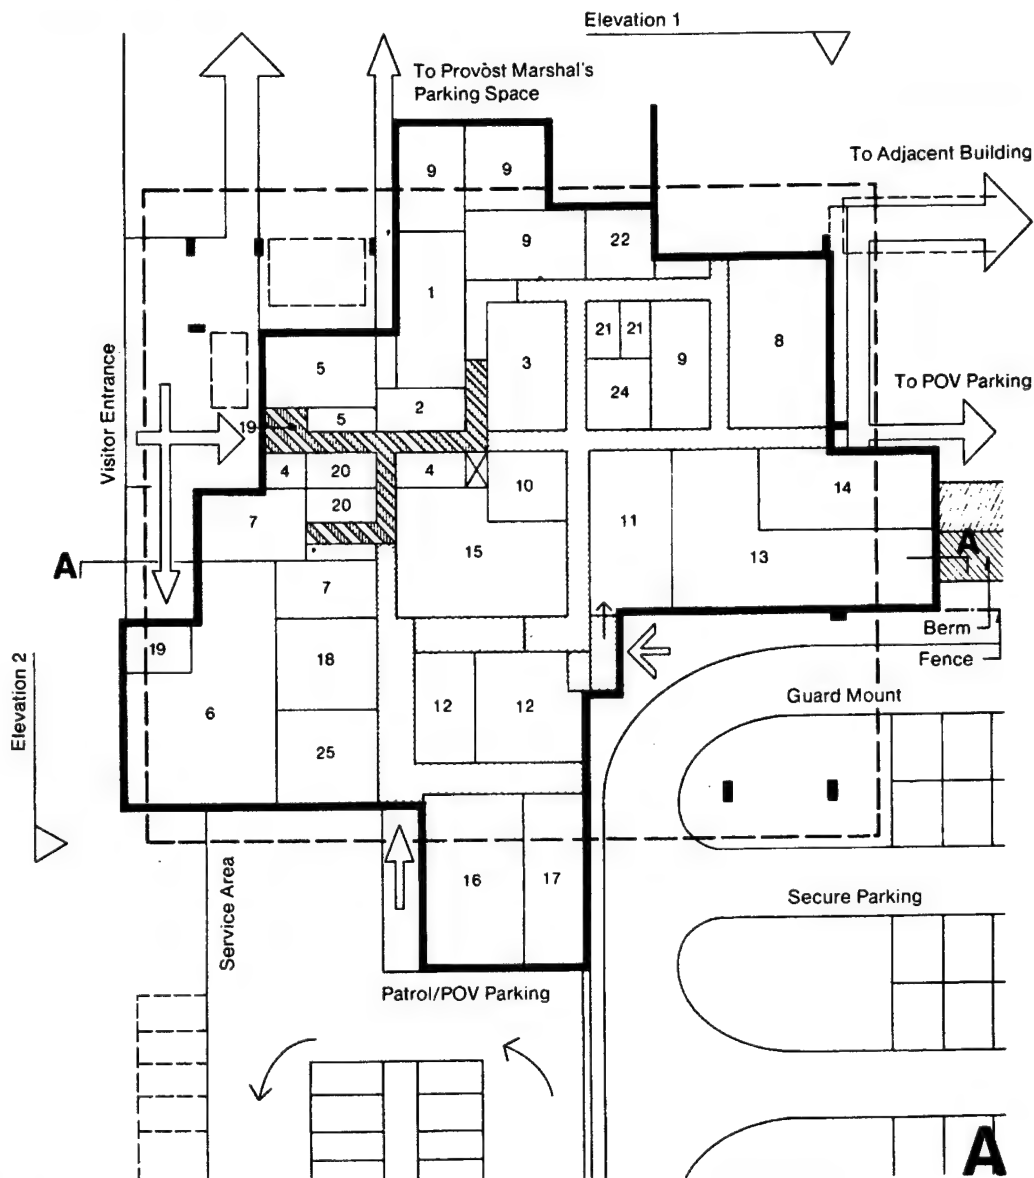 Elevation 1
To Provòst Marshal's
Parking Space
To Adjacent Building
9
9
9
22
1
21
21
3
9
8
24
5
To POV Parking
2
5
19
Visitor Entrance
4
20
4
10
14
20
7
11
15
13
A
A
7
Berm
19
18
Fence
Elevation 2
6
12
12
Guard Mount
25
16
17
Service Area
Secure Parking
Patrol/POV Parking
A